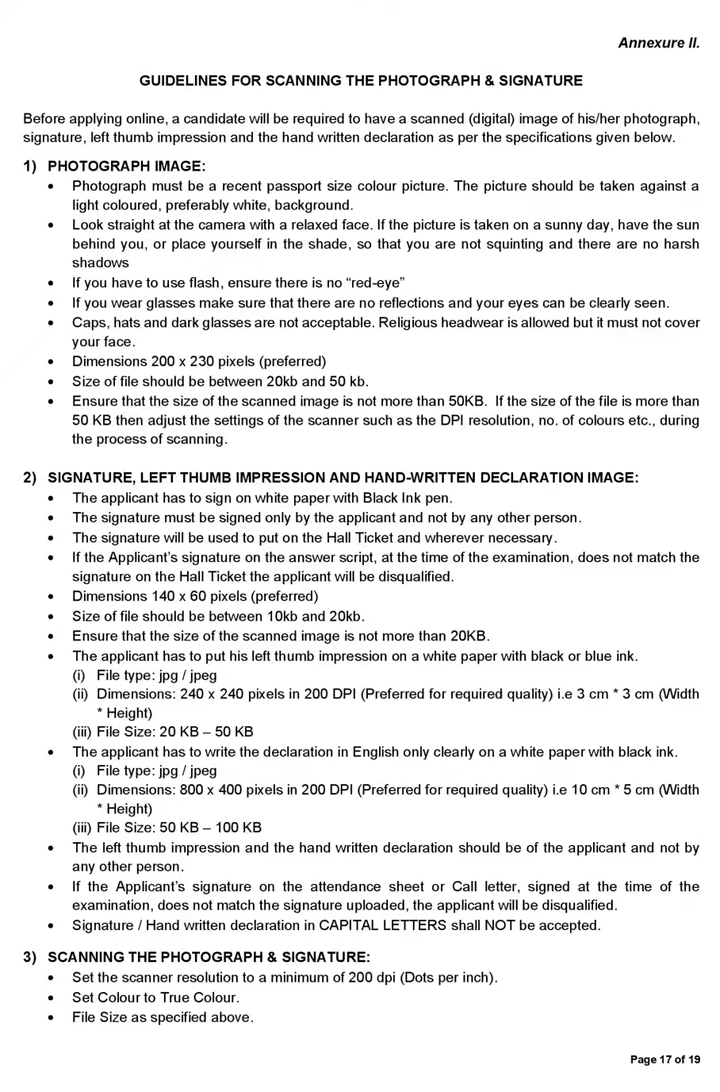 Annexure II.
GUIDELINES FOR SCANNING THE PHOTOGRAPH & SIGNATURE
Before applying online, a candidate will be required to have a scanned (digital) image of his/her photograph,
signature, left thumb impression and the hand written declaration as per the specifications given below.
1) PHOTOGRAPH IMAGE:
• Photograph must be a recent passport size colour picture. The picture should be taken against a
light coloured, preferably white, background.
• Look straight at the camera with a relaxed face. If the picture is taken on a sunny day, have the sun
behind you, or place yourself in the shade, so that you are not squinting and there are no harsh
shadows
• If you have to use flash, ensure there is no “red-eye”
• If you wear glasses make sure that there are no reflections and your eyes can be clearly seen.
• Caps, hats and dark glasses are not acceptable. Religious headwear is allowed but it must not cover
your face.
• Dimensions 200 x 230 pixels (preferred)
• Size of file should be between 20kb and 50 kb.
• Ensure that the size of the scanned image is not more than 50KB. If the size of the file is more than
50 KB then adjust the settings of the scanner such as the DPI resolution, no. of colours etc., during
the process of scanning.
2) SIGNATURE, LEFT THUMB IMPRESSION AND HAND-WRITTEN DECLARATION IMAGE:
• The applicant has to sign on white paper with Black Ink pen.
• The signature must be signed only by the applicant and not by any other person.
• The signature will be used to put on the Hall Ticket and wherever necessary.
• If the Applicant’s signature on the answer script, at the time of the examination, does not match the
signature on the Hall Ticket the applicant will be disqualified.
• Dimensions 140 x 60 pixels (preferred)
• Size of file should be between 10kb and 20kb.
• Ensure that the size of the scanned image is not more than 20KB.
• The applicant has to put his left thumb impression on a white paper with black or blue ink.
(i) File type: jpg / jpeg
(ii) Dimensions: 240 x 240 pixels in 200 DPI (Preferred for required quality) i.e 3 cm * 3 cm (Width
* Height)
(iii) File Size: 20 KB – 50 KB
• The applicant has to write the declaration in English only clearly on a white paper with black ink.
(i) File type: jpg / jpeg
(ii) Dimensions: 800 x 400 pixels in 200 DPI (Preferred for required quality) i.e 10 cm * 5 cm (Width
* Height)
(iii) File Size: 50 KB – 100 KB
• The left thumb impression and the hand written declaration should be of the applicant and not by
any other person.
• If the Applicant’s signature on the attendance sheet or Call letter, signed at the time of the
examination, does not match the signature uploaded, the applicant will be disqualified.
• Signature / Hand written declaration in CAPITAL LETTERS shall NOT be accepted.
3) SCANNING THE PHOTOGRAPH & SIGNATURE:
• Set the scanner resolution to a minimum of 200 dpi (Dots per inch).
• Set Colour to True Colour.
• File Size as specified above.
Page 17 of 19